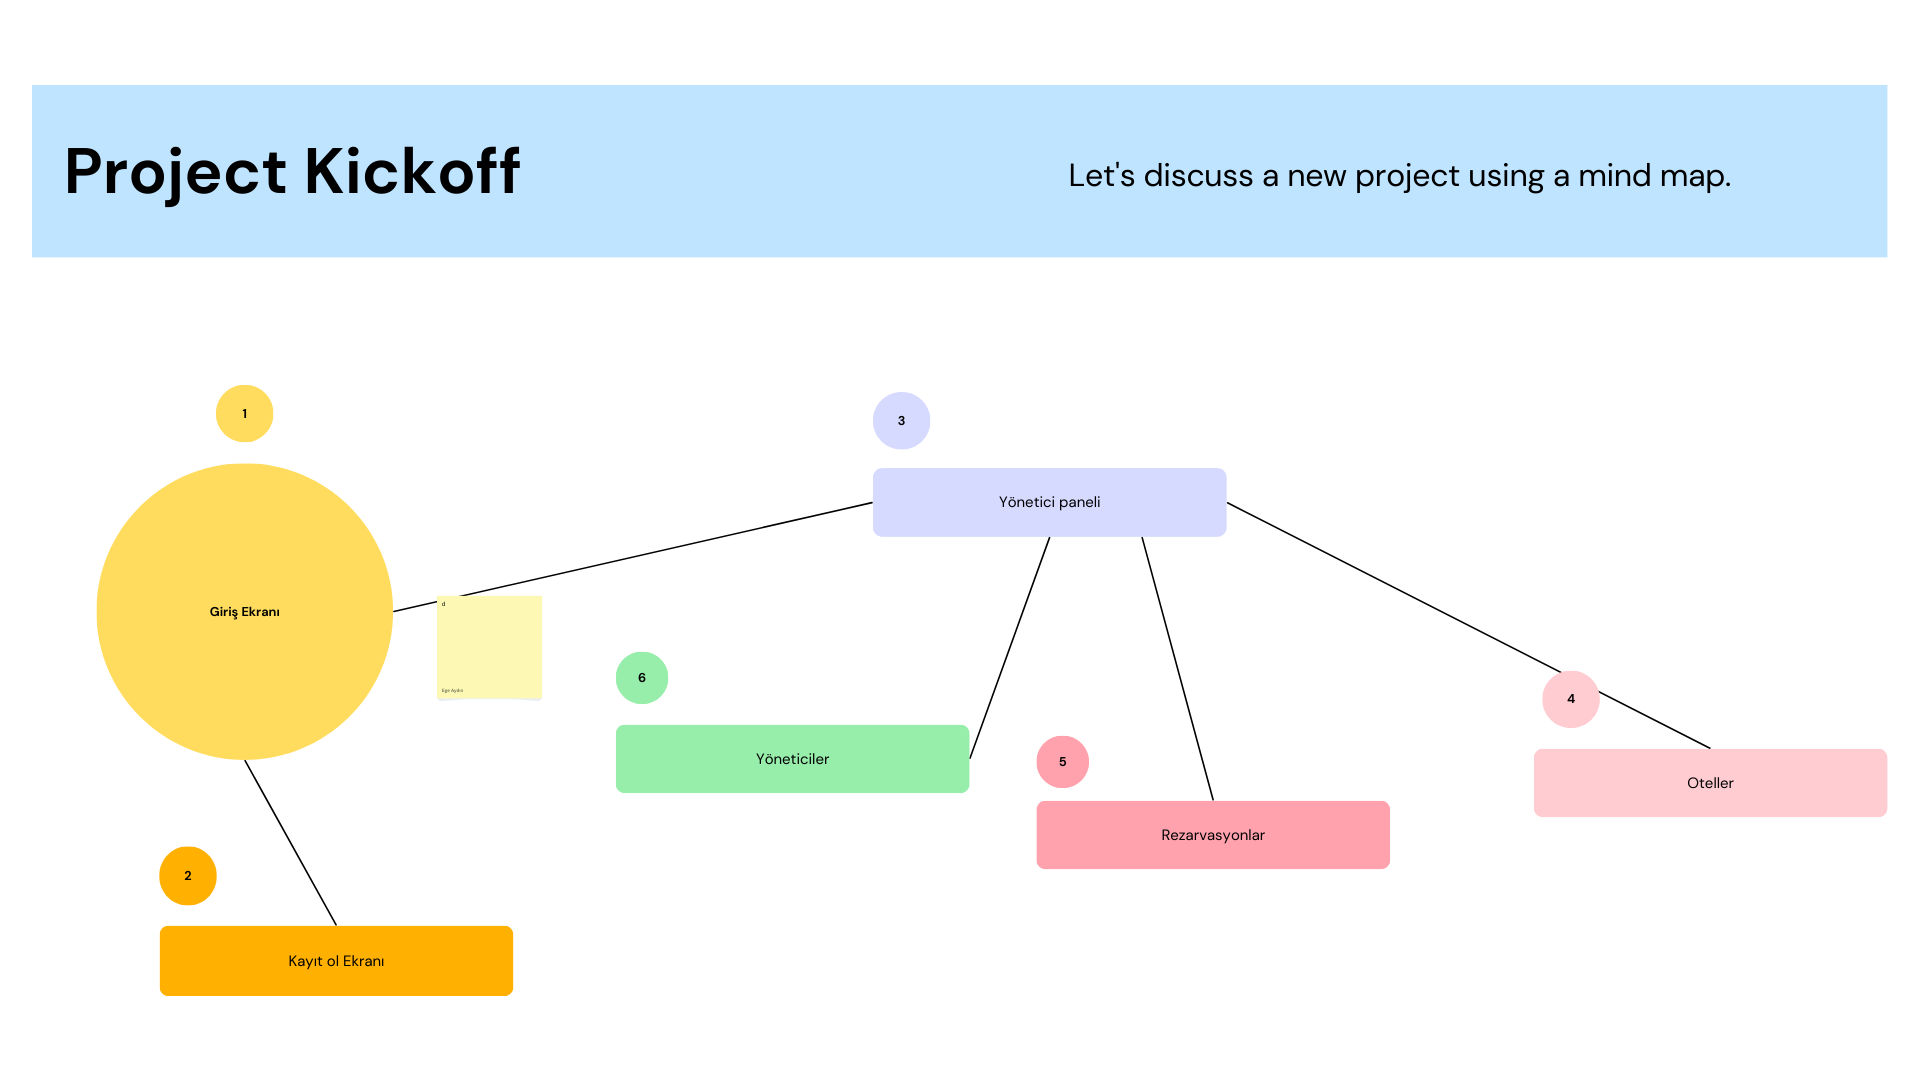 Project Kickoff
Let's discuss a new project using a mind map.
1
3
Yönetici paneli
Giriş Ekranı
d
Ege Aydın
6
Yöneticiler
4
5
Oteller
Rezarvasyonlar
2
Kayıt ol Ekranı